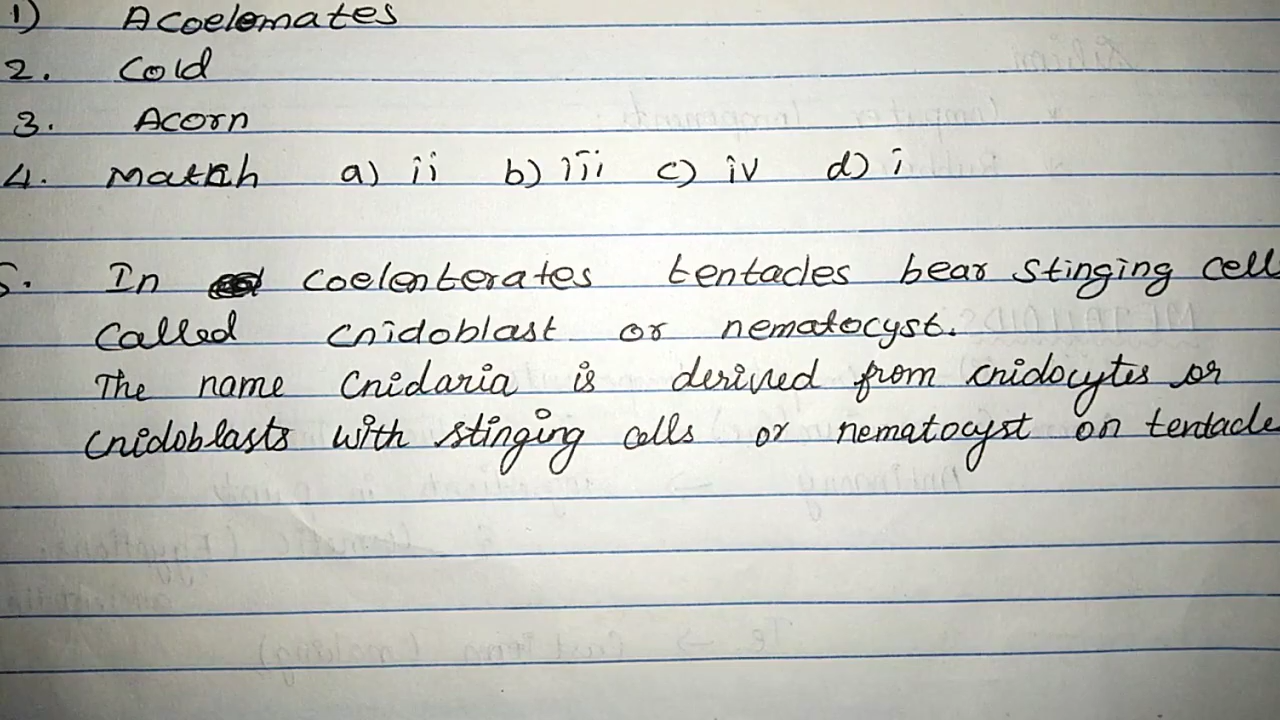 1) Acoelomates
2. Cold
3. Acorn
4. Match a) ii b) iii c) iv d) i
5. In coelenterates tentacles bear stinging cell
called cnidoblast or nematocyst.
The name Cnidaria is derived from cnidocytes or
cnidoblasts with stinging cells or nematocyst on tentacle